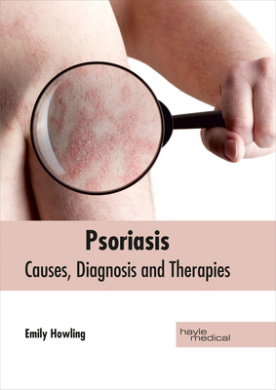 Psoriasis
Causes, Diagnosis and Therapies
Emily Howling
hayle
medical